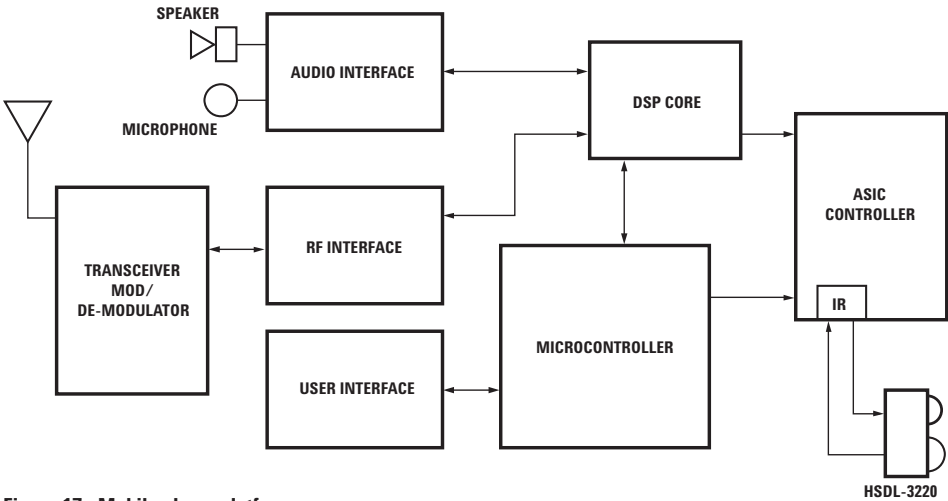 SPEAKER
AUDIO INTERFACE
MICROPHONE
DSP CORE
ASIC
CONTROLLER
IR
RF INTERFACE
TRANSCEIVER
MOD/
DE-MODULATOR
MICROCONTROLLER
USER INTERFACE
HSDL-3220